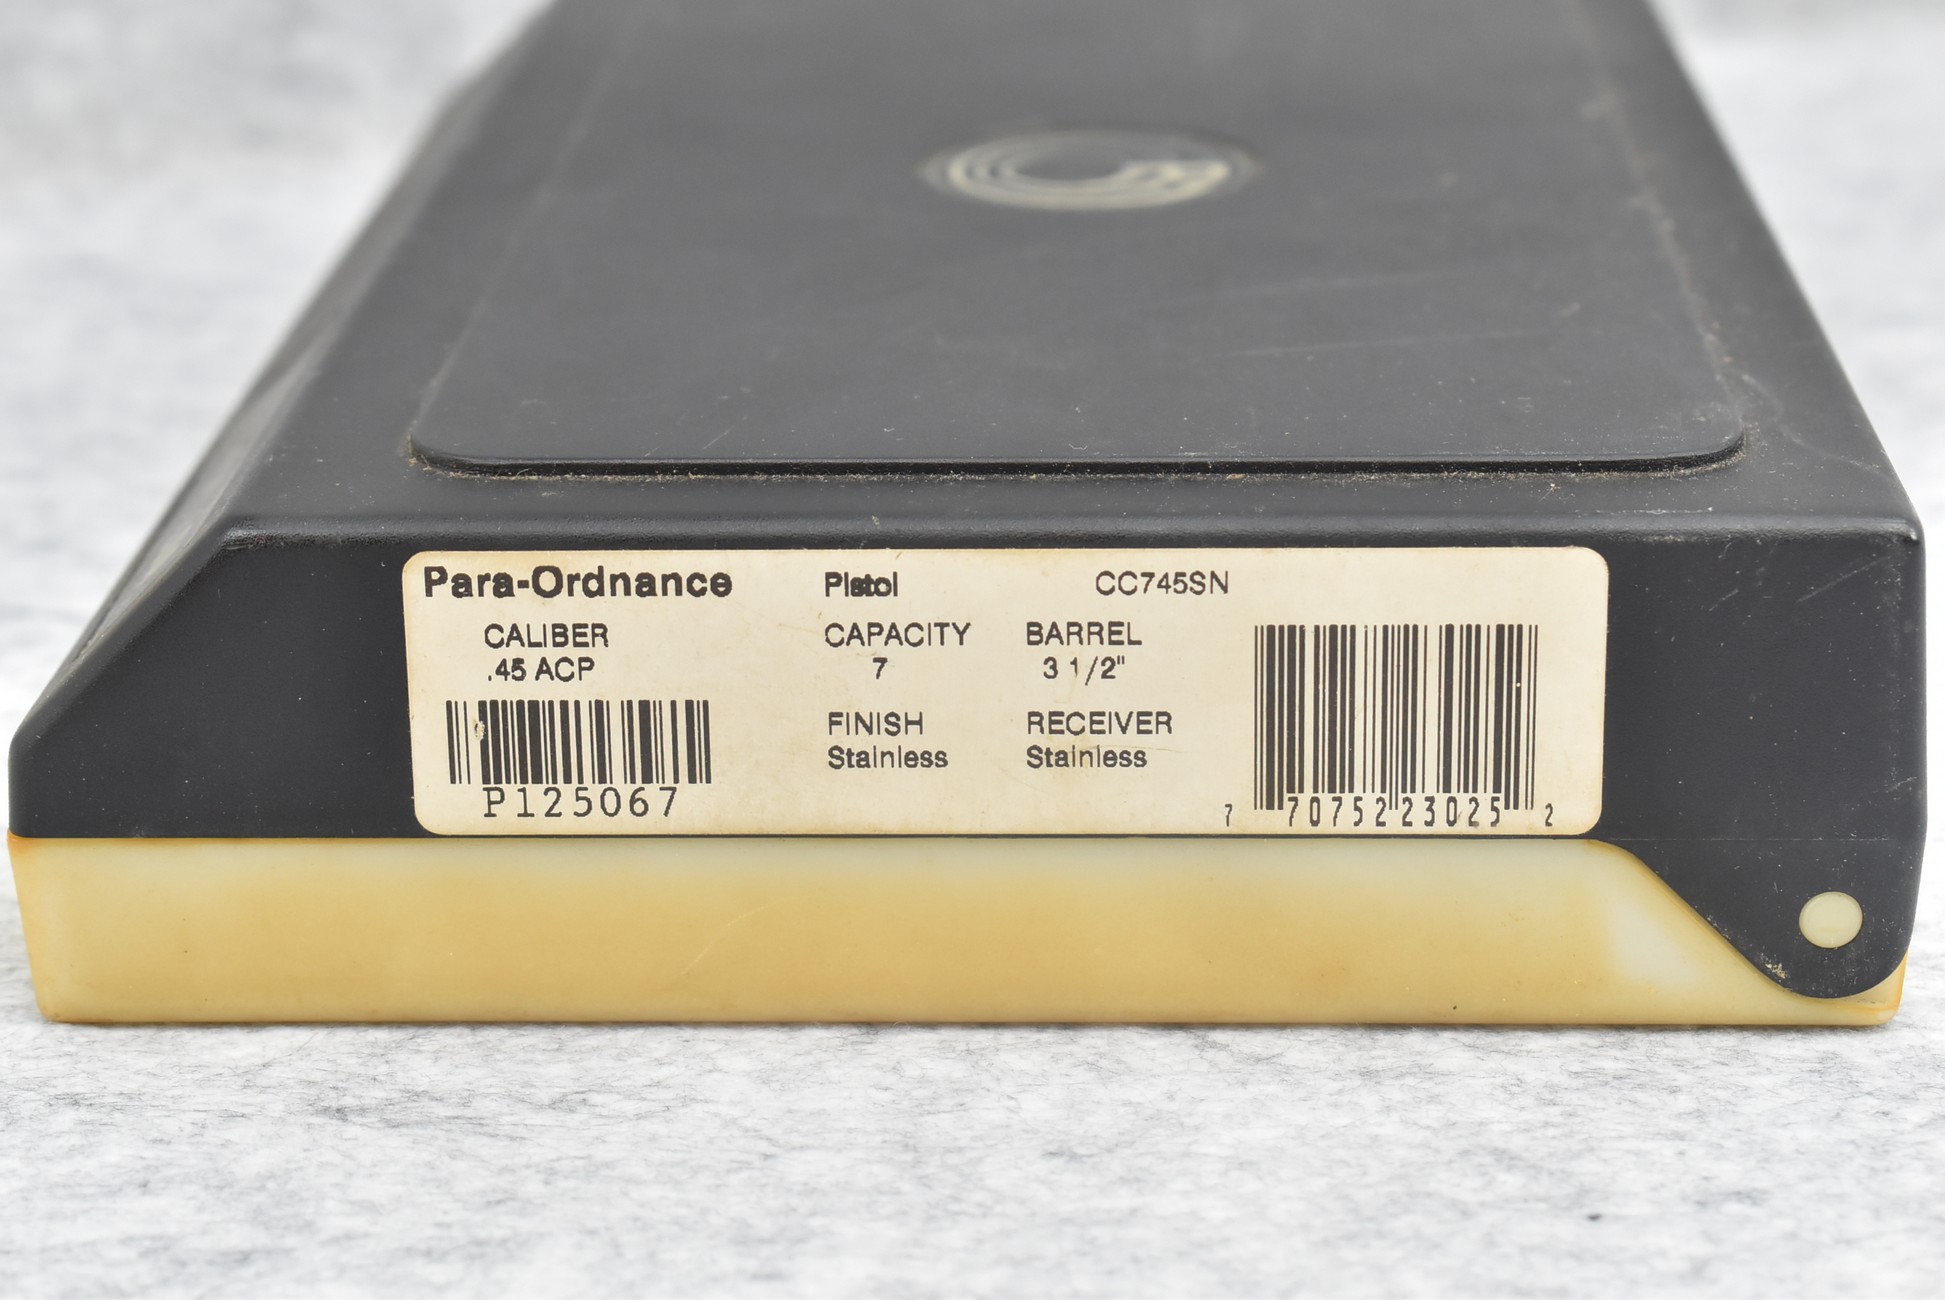 Para-Ordnance Pistol CC745SN
CALIBER CAPACITY BARREL
.45 ACP 7 3 1/2"
FINISH RECEIVER
Stainless Stainless
P125067
7 70752 23025 2